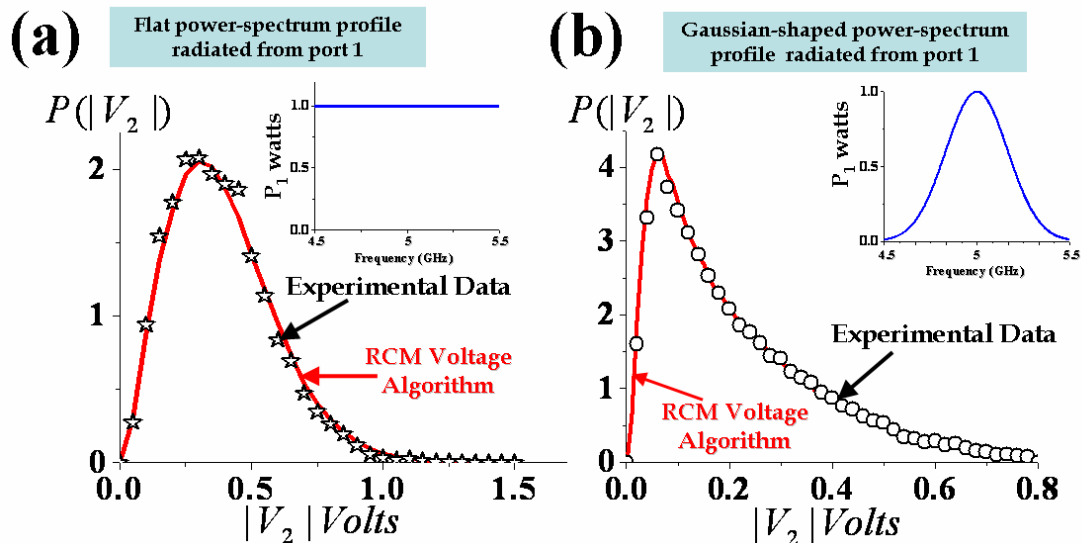 (a)
Flat power-spectrum profile
radiated from port 1
P(|V₂|)
2
1
0
0.0 0.5 1.0 1.5
|V₂| Volts
P₁ watts
1.0
0.5
0.0
4.5 5 5.5
Frequency (GHz)
Experimental Data
RCM Voltage
Algorithm
(b)
Gaussian-shaped power-spectrum
profile radiated from port 1
P(|V₂|)
4
3
2
1
0
0.0 0.2 0.4 0.6 0.8
|V₂| Volts
P₁ watts
1.0
0.5
0.0
4.5 5 5.5
Frequency (GHz)
Experimental Data
RCM Voltage
Algorithm